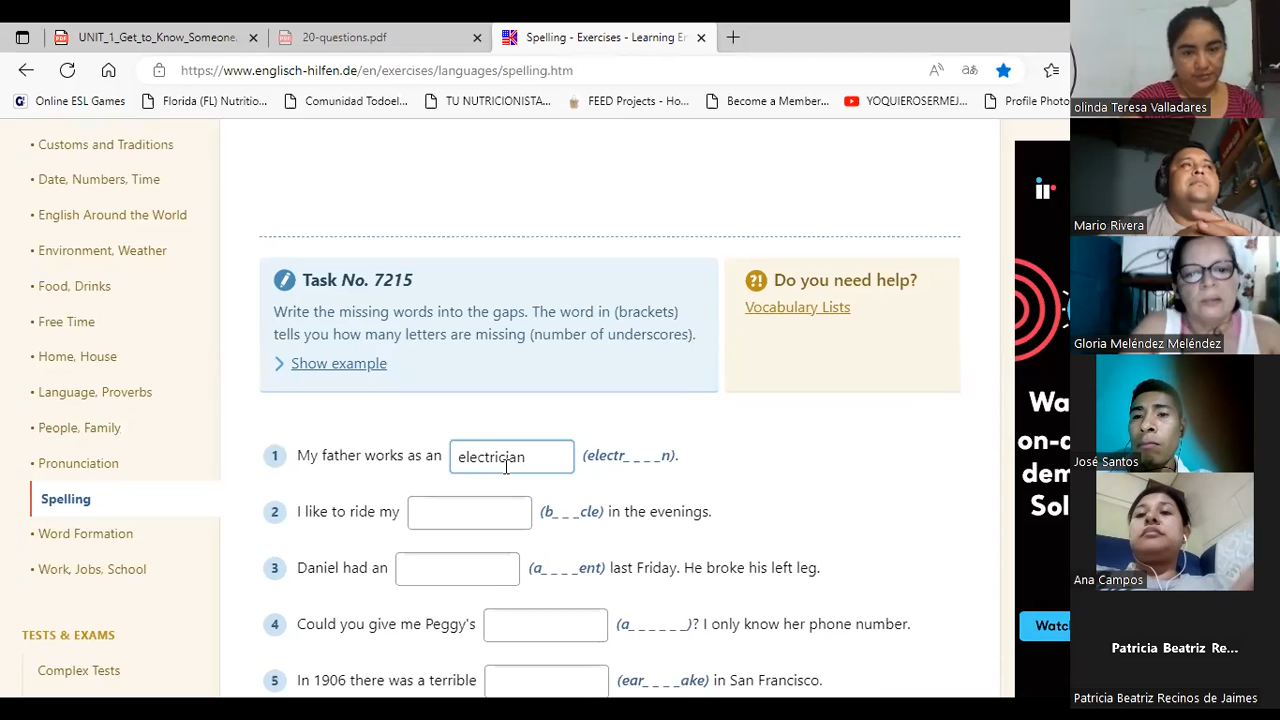 UNIT_1_Get_to_Know_Someone.
20-questions.pdf
Spelling - Exercises - Learning Er
https://www.englisch-hilfen.de/en/exercises/languages/spelling.htm
Online ESL Games
Florida (FL) Nutritio...
Comunidad Todoel...
TU NUTRICIONISTA...
FEED Projects - Ho...
Become a Member...
YOQUIEROSERMEJ...
Profile Photo
• Customs and Traditions
• Date, Numbers, Time
• English Around the World
• Environment, Weather
• Food, Drinks
• Free Time
• Home, House
• Language, Proverbs
• People, Family
• Pronunciation
Spelling
• Word Formation
• Work, Jobs, School
TESTS & EXAMS
Complex Tests
Task No. 7215
Write the missing words into the gaps. The word in (brackets)
tells you how many letters are missing (number of underscores).
Show example
?! Do you need help?
Vocabulary Lists
1 My father works as an electrician (electr_ _ _ _n).
2 I like to ride my (b_ _ _cle) in the evenings.
3 Daniel had an (a_ _ _ _ent) last Friday. He broke his left leg.
4 Could you give me Peggy's (a_ _ _ _ _ _)? I only know her phone number.
5 In 1906 there was a terrible (ear_ _ _ _ake) in San Francisco.
ir
Wa
on-d
dem
So
Watch
olinda Teresa Valladares
Mario Rivera
Gloria Meléndez Meléndez
José Santos
Ana Campos
Patricia Beatriz Re...
Patricia Beatriz Recinos de Jaimes